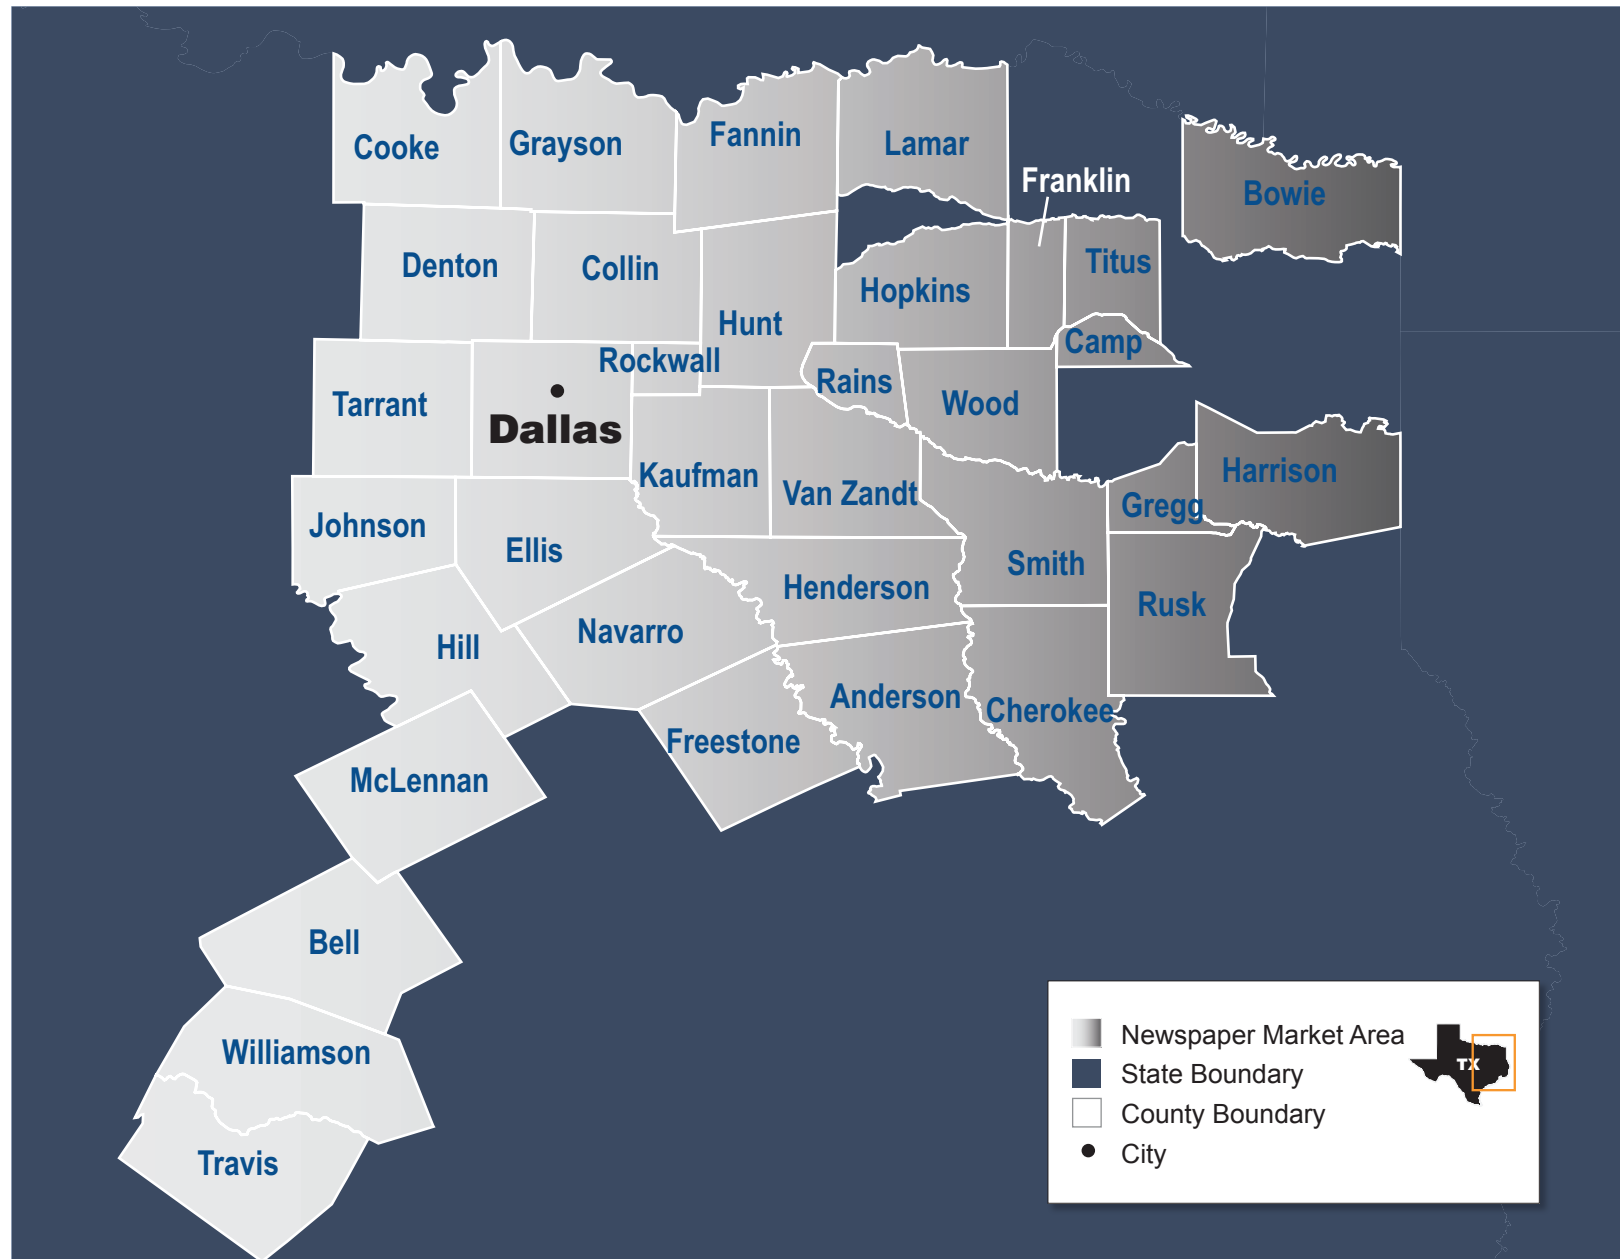 Cooke
Grayson
Fannin
Lamar
Franklin
Bowie
Denton
Collin
Titus
Hopkins
Hunt
Camp
Rockwall
Rains
Wood
Tarrant
Dallas
Kaufman
Van Zandt
Harrison
Gregg
Johnson
Ellis
Smith
Henderson
Rusk
Hill
Navarro
Anderson
Cherokee
Freestone
McLennan
Bell
Williamson
Travis
Newspaper Market Area
State Boundary
County Boundary
City
TX